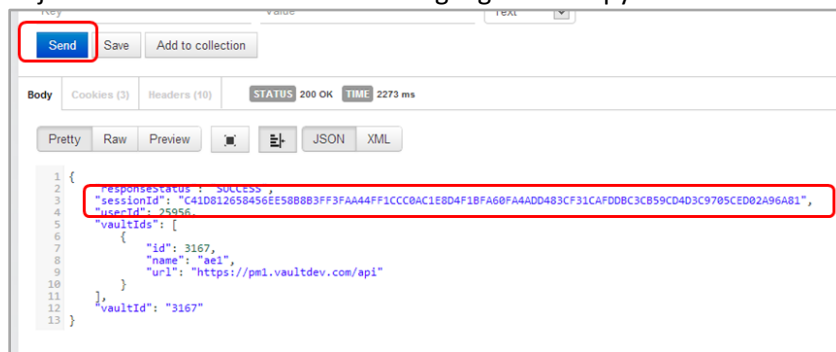 Key Value Text
Send Save Add to collection
Body Cookies (3) Headers (10) STATUS 200 OK TIME 2273 ms
Pretty Raw Preview JSON XML
1 {
2 "responseStatus": "SUCCESS",
3 "sessionId": "C41D812658456EE58B8B3FF3FAA44FF1CCC0AC1E8D4F1BFA60FA4ADD483CF31CAFDDBC3CB59CD4D3C9705CED02A96A81",
4 "userId": 25956,
5 "vaultIds": [
6 {
7 "id": 3167,
8 "name": "ae1",
9 "url": "https://pm1.vaultdev.com/api"
10 }
11 ],
12 "vaultId": "3167"
13 }